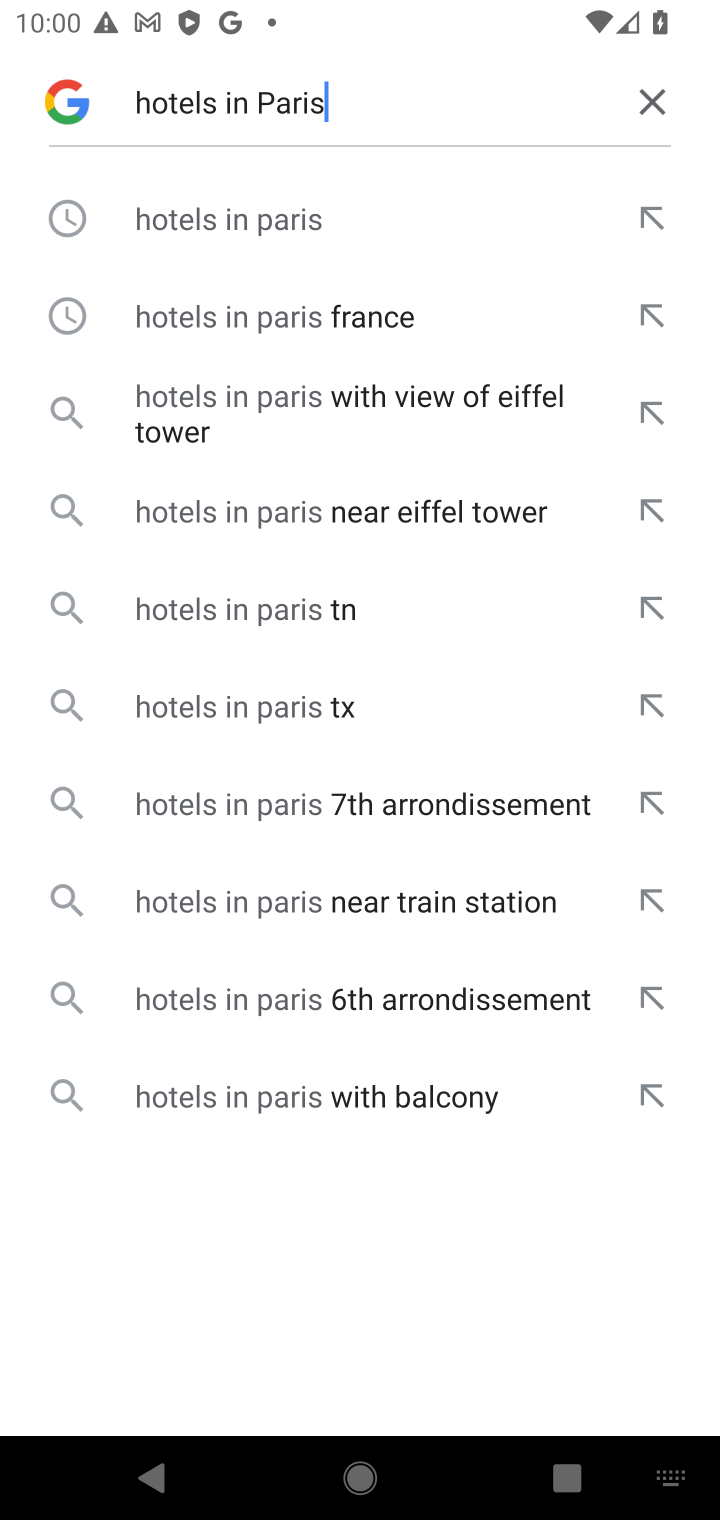 10:00
hotels in Paris
hotels in paris
hotels in paris france
hotels in paris with view of eiffel
tower
hotels in paris near eiffel tower
hotels in paris tn
hotels in paris tx
hotels in paris 7th arrondissement
hotels in paris near train station
hotels in paris 6th arrondissement
hotels in paris with balcony